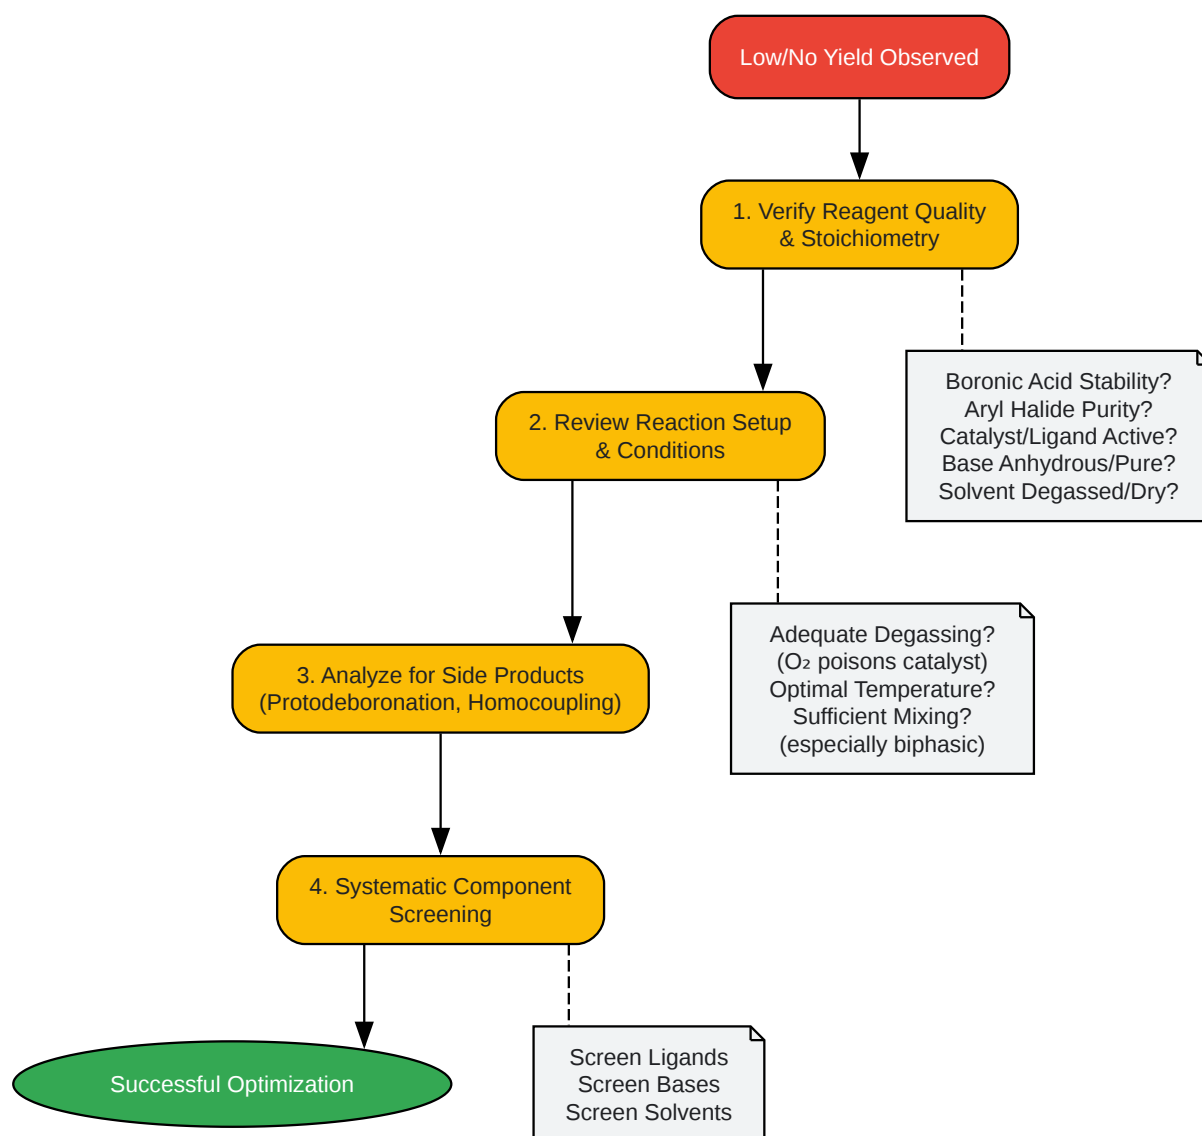 Low/No Yield Observed
1. Verify Reagent Quality
& Stoichiometry
Boronic Acid Stability?
Aryl Halide Purity?
Catalyst/Ligand Active?
Base Anhydrous/Pure?
Solvent Degassed/Dry?
2. Review Reaction Setup
& Conditions
Adequate Degassing?
(O₂ poisons catalyst)
Optimal Temperature?
Sufficient Mixing?
(especially biphasic)
3. Analyze for Side Products
(Protodeboronation, Homocoupling)
4. Systematic Component
Screening
Screen Ligands
Screen Bases
Screen Solvents
Successful Optimization